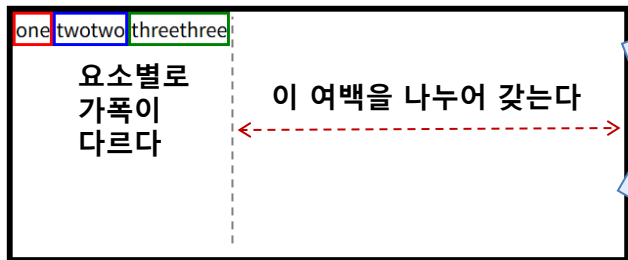 one twotwo threethree
요소별로
가폭이
다르다
이 여백을 나누어 갖는다